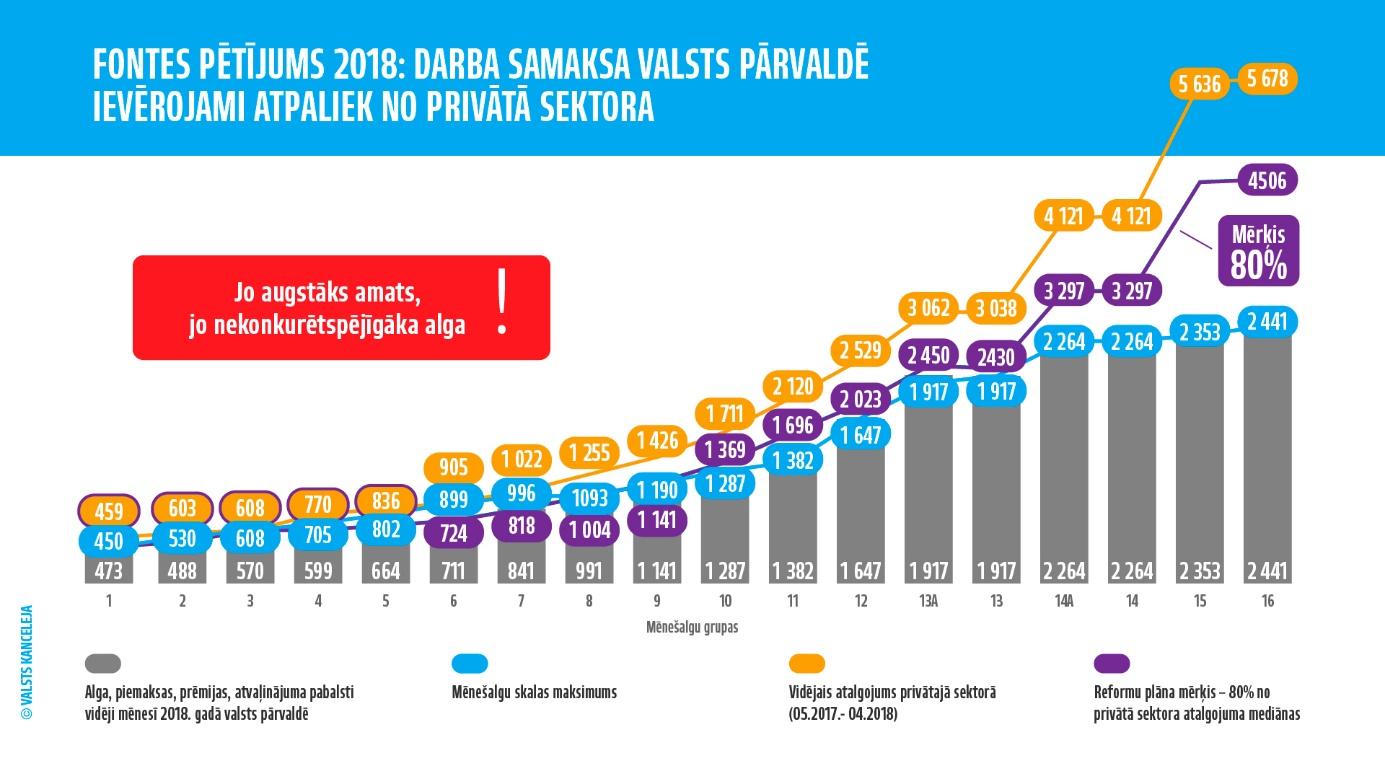 FONTES PĒTĪJUMS 2018: DARBA SAMAKSA VALSTS PĀRVALDĒ
IEVĒROJAMI ATPALIEK NO PRIVĀTĀ SEKTORA
Jo augstāks amats,
jo nekonkurētspējīgāka alga
!
459 603 608 770 836 905 1 022 1 255 1 426 1 711 2 120 2 529 3 062 3 038 4 121 4 121 5 636 5 678
724 818 1 004 1 141 1 369 1 696 2 023 2 450 2430 3 297 3 297 4506
Mērķis
80%
450 530 608 705 802 899 996 1093 1 190 1 287 1 382 1 647 1 917 1 917 2 264 2 264 2 353 2 441
473 488 570 599 664 711 841 991 1 141 1 287 1 382 1 647 1 917 1 917 2 264 2 264 2 353 2 441
1 2 3 4 5 6 7 8 9 10 11 12 13A 13 14A 14 15 16
Mēnešalgu grupas
Alga, piemaksas, prēmijas, atvaļinājuma pabalsti
vidēji mēnesī 2018. gadā valsts pārvaldē
Mēnešalgu skalas maksimums
Vidējais atalgojums privātajā sektorā
(05.2017.- 04.2018)
Reformu plāna mērķis – 80% no
privātā sektora atalgojuma mediānas
© VALSTS KANCELEJA